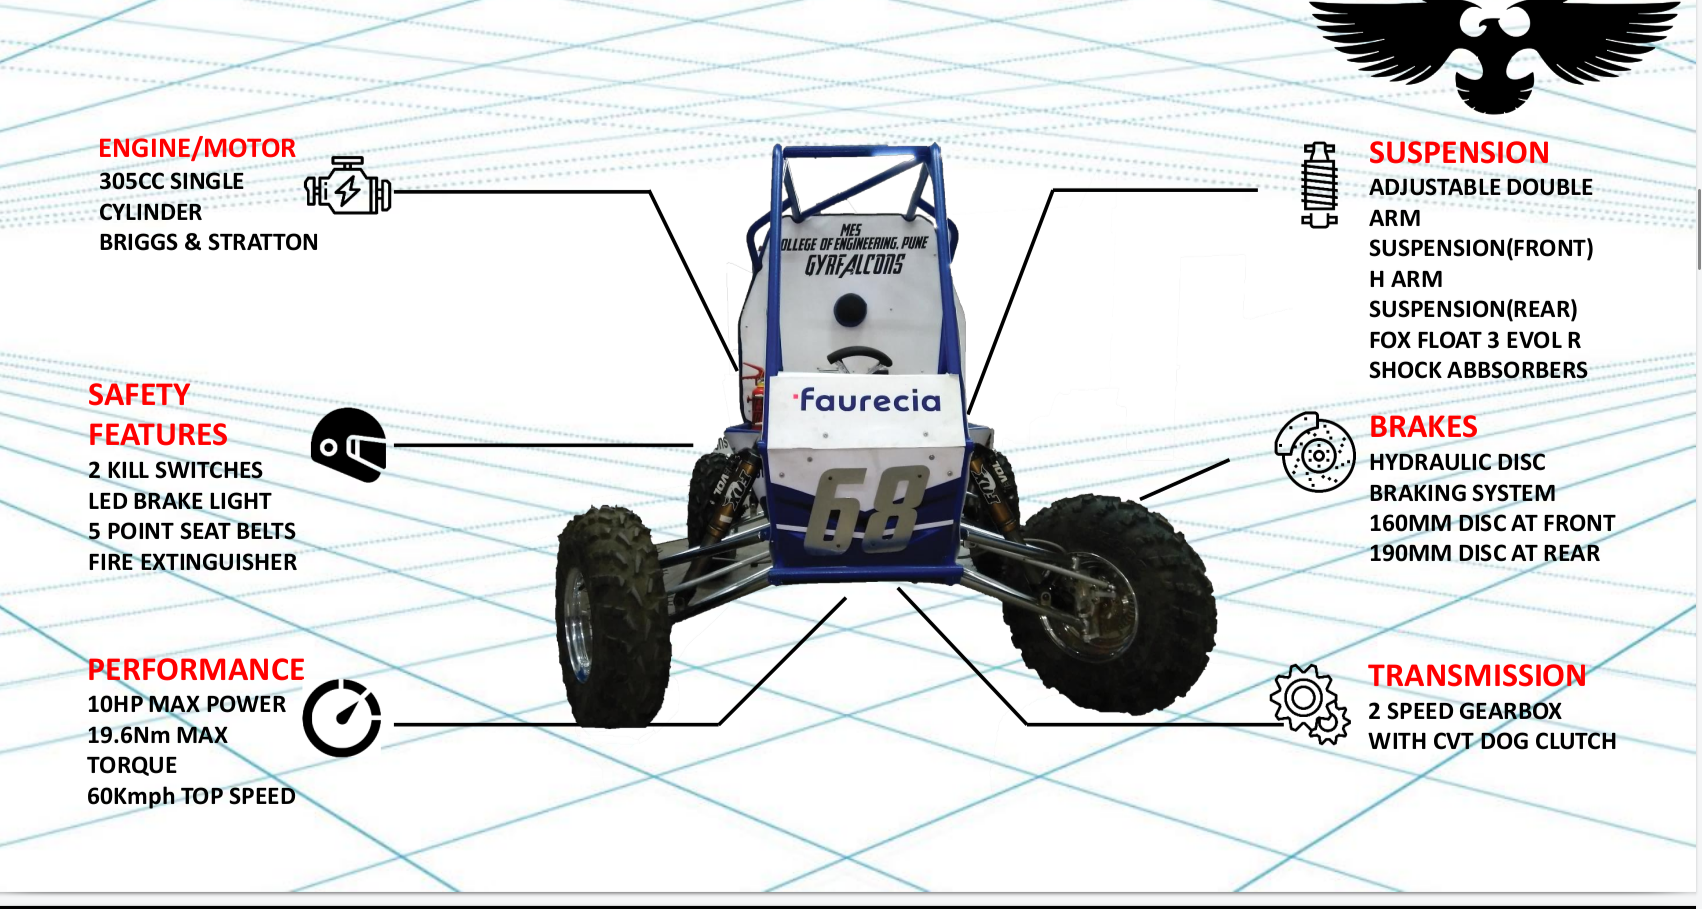 ENGINE/MOTOR
305CC SINGLE
CYLINDER
BRIGGS & STRATTON
SAFETY
FEATURES
2 KILL SWITCHES
LED BRAKE LIGHT
5 POINT SEAT BELTS
FIRE EXTINGUISHER
PERFORMANCE
10HP MAX POWER
19.6Nm MAX
TORQUE
60Kmph TOP SPEED
MES
OLLEGE OF ENGINEERING, PUNE
GYRFALCONS
faurecia
68
SUSPENSION
ADJUSTABLE DOUBLE
ARM
SUSPENSION(FRONT)
H ARM
SUSPENSION(REAR)
FOX FLOAT 3 EVOL R
SHOCK ABBSORBERS
BRAKES
HYDRAULIC DISC
BRAKING SYSTEM
160MM DISC AT FRONT
190MM DISC AT REAR
TRANSMISSION
2 SPEED GEARBOX
WITH CVT DOG CLUTCH